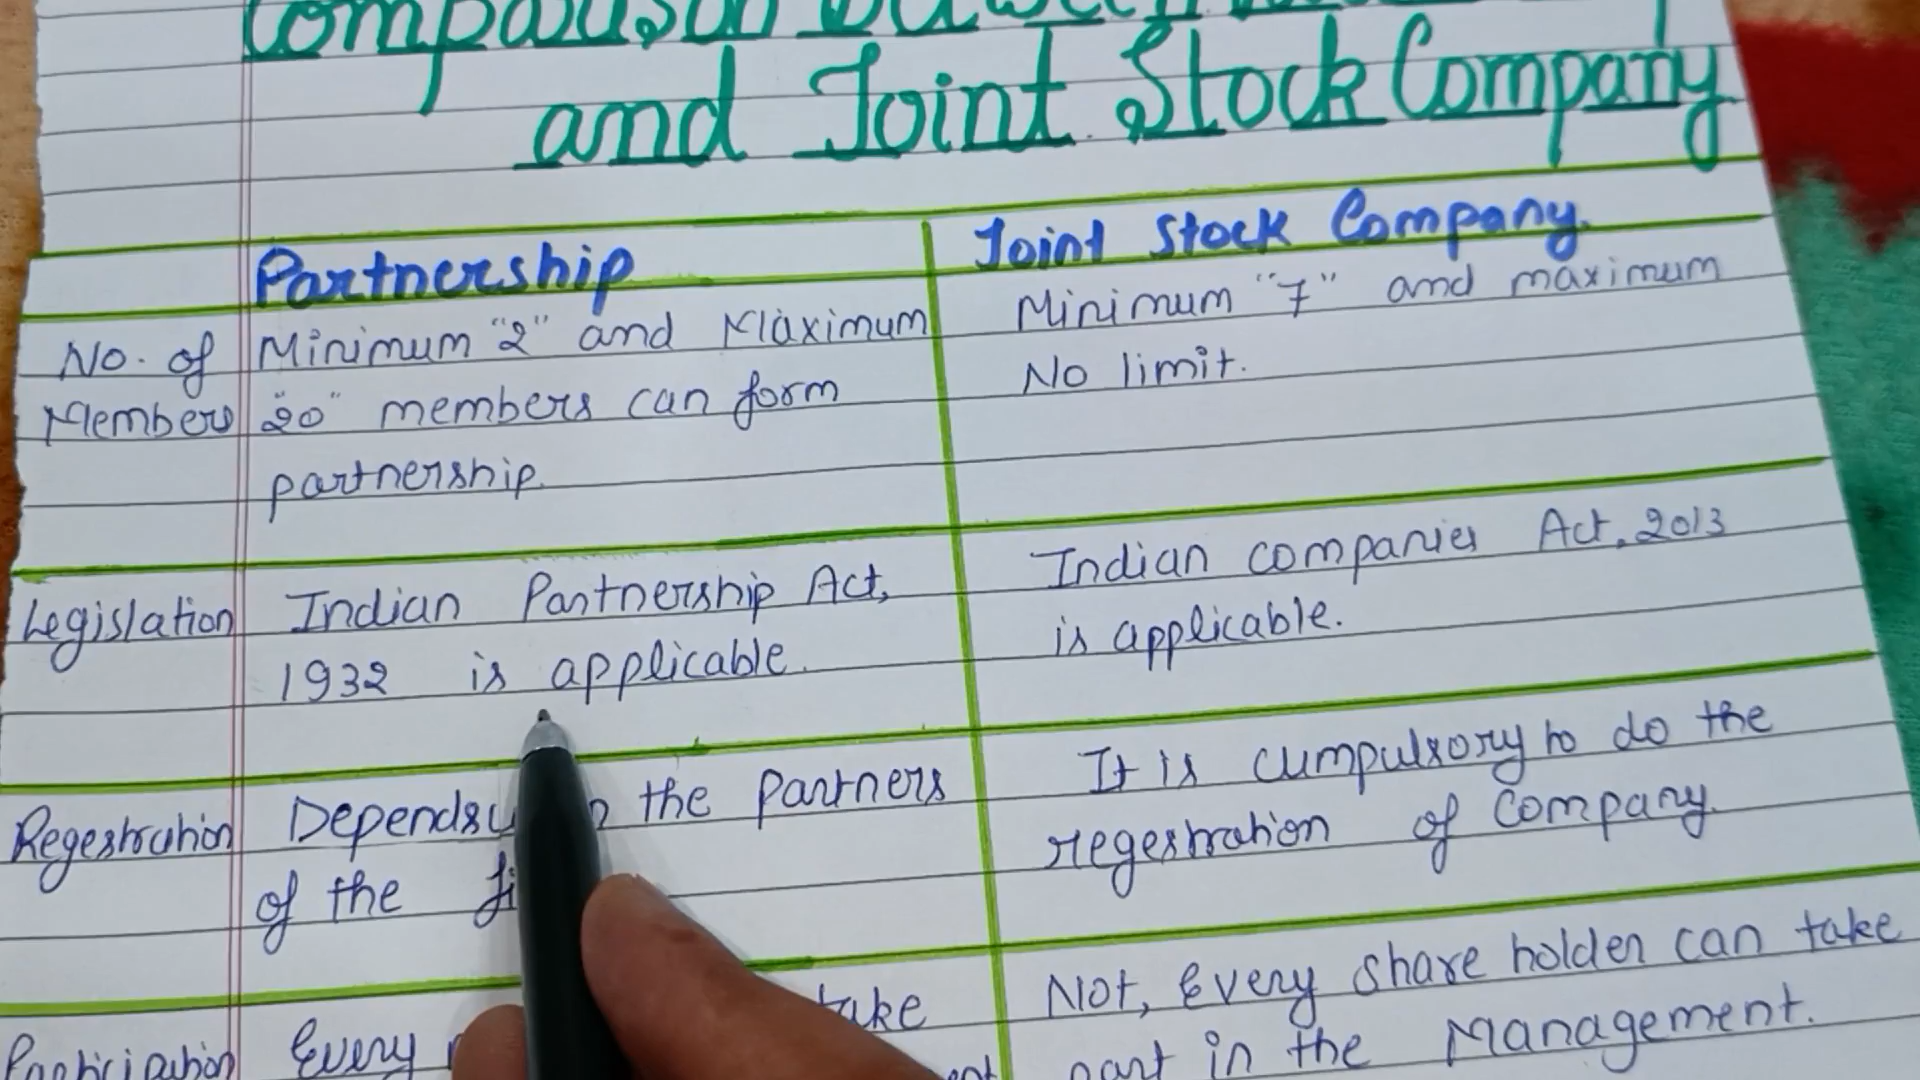 Comparison Between
and Joint Stock Company
Partnership
Joint Stock Company.
No. of
Members
Minimum "2" and Maximum
"20" members can form
partnership.
Minimum "7" and maximum
No limit.
Legislation
Indian Partnership Act,
1932 is applicable.
Indian companies Act, 2013
is applicable.
Regestration
Depends the Partners
of the
It is cumpulsory to do the
regestration of Company.
Participation
Every
take
Not, Every share holder can take
part in the Management.